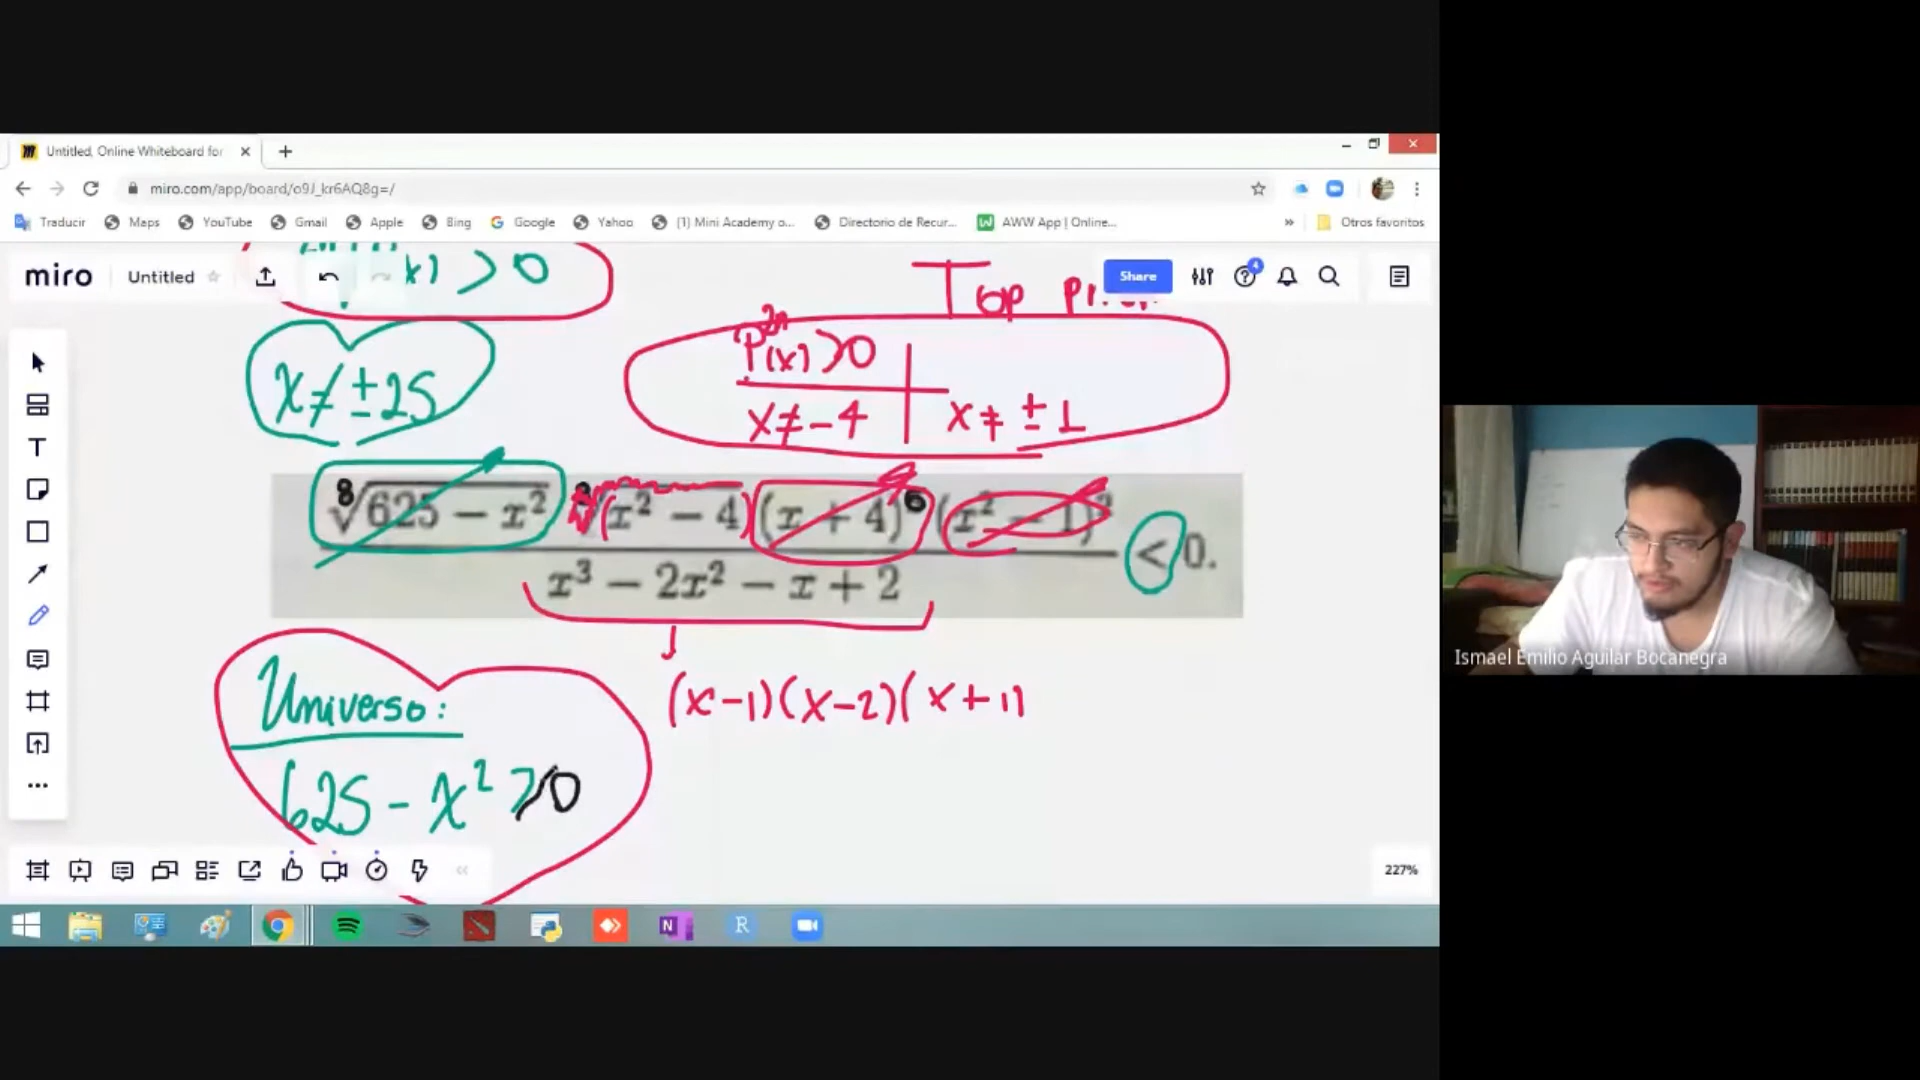 Untitled, Online Whiteboard for
miro.com/app/board/o9J_kr6AQ8g=/
Traducir Maps YouTube Gmail Apple Bing Google Yahoo (1) Mini Academy o... Directorio de Recur... AWW App | Online... » Otros favoritos
miro Untitled Share 4
x) > 0
Top
x ≠ ± 25
P^2n(x) > 0
x ≠ - 4 x ≠ ± 1
⁸√625 − x² (x² − 4) (x + 4)⁶ (x² − 1) < 0.
x³ − 2x² − x + 2
(x-1)(x-2)(x+1)
Universo:
625 - x² ≥ 0
227%
Ismael Emilio Aguilar Bocanegra